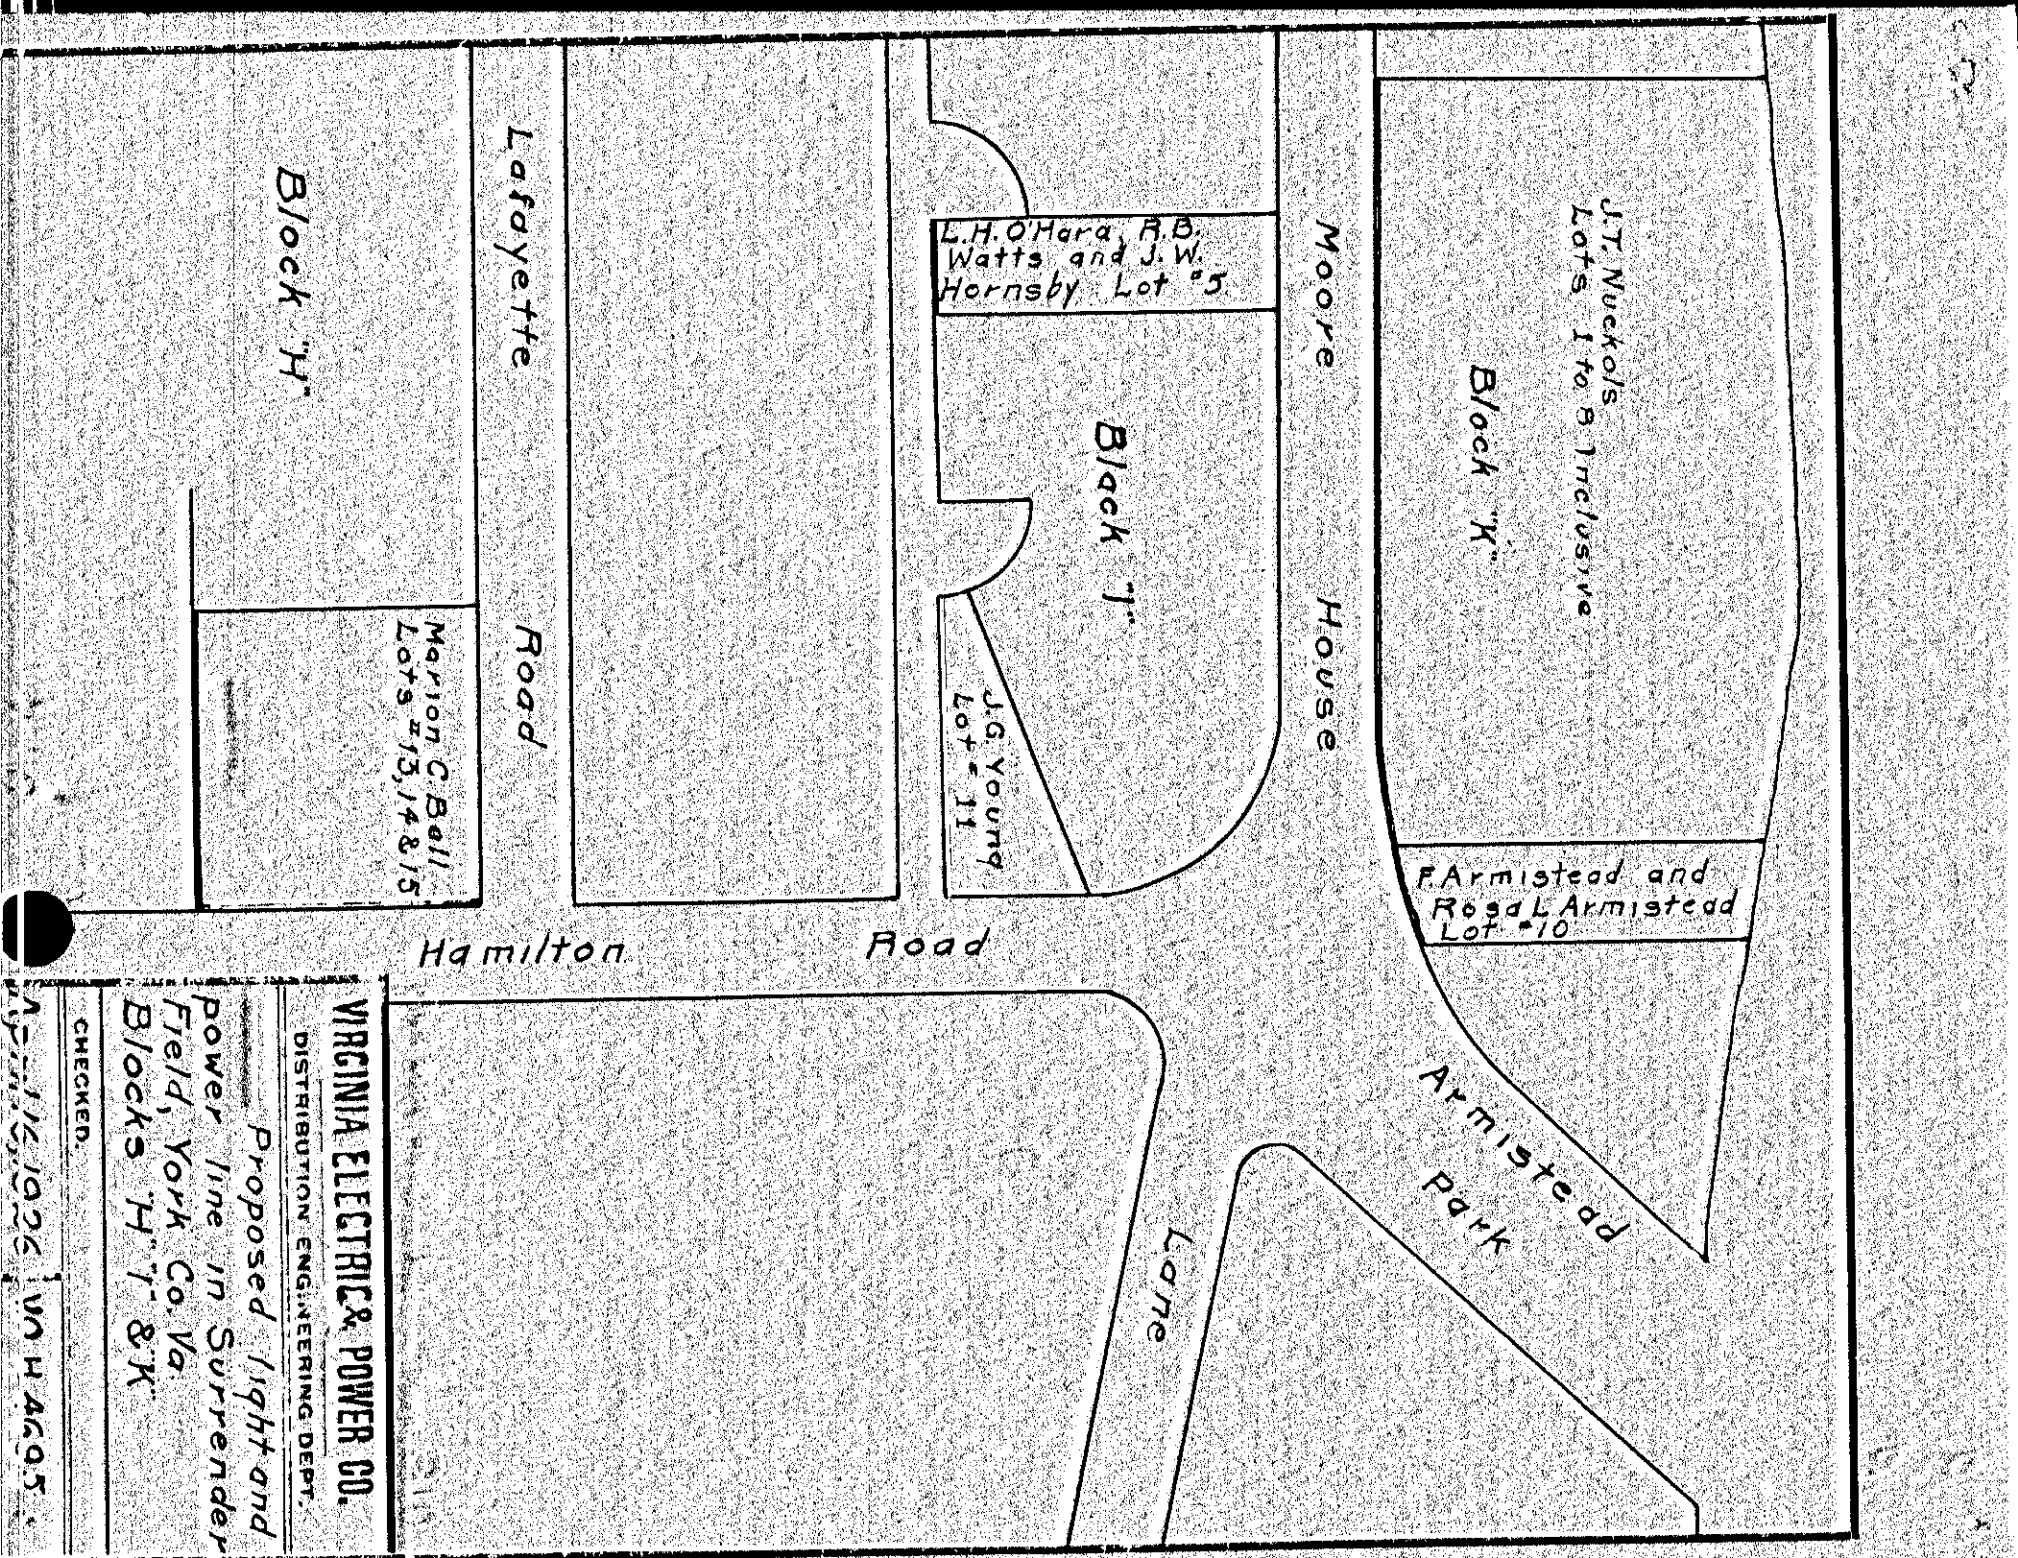 Block "H"
Lafayette Road
Marion C. Ball
Lots #13, 14 & 15
L.H. O'Hara, R.B.
Watts and J.W.
Hornsby Lot #5
Block "J"
J.G. Young
Lot # 11
Moore House
J.T. Nuckols
Lots 1 to 8 Inclusive
Block "K"
F. Armistead and
Rosa L Armistead
Lot #10
Hamilton Road
Armistead
Park
Lane
VIRGINIA ELECTRIC & POWER CO.
DISTRIBUTION ENGINEERING DEPT.
Proposed light and
power line in Surrender
Field, York Co. Va.
Blocks "H" "J" & "K"
CHECKED.